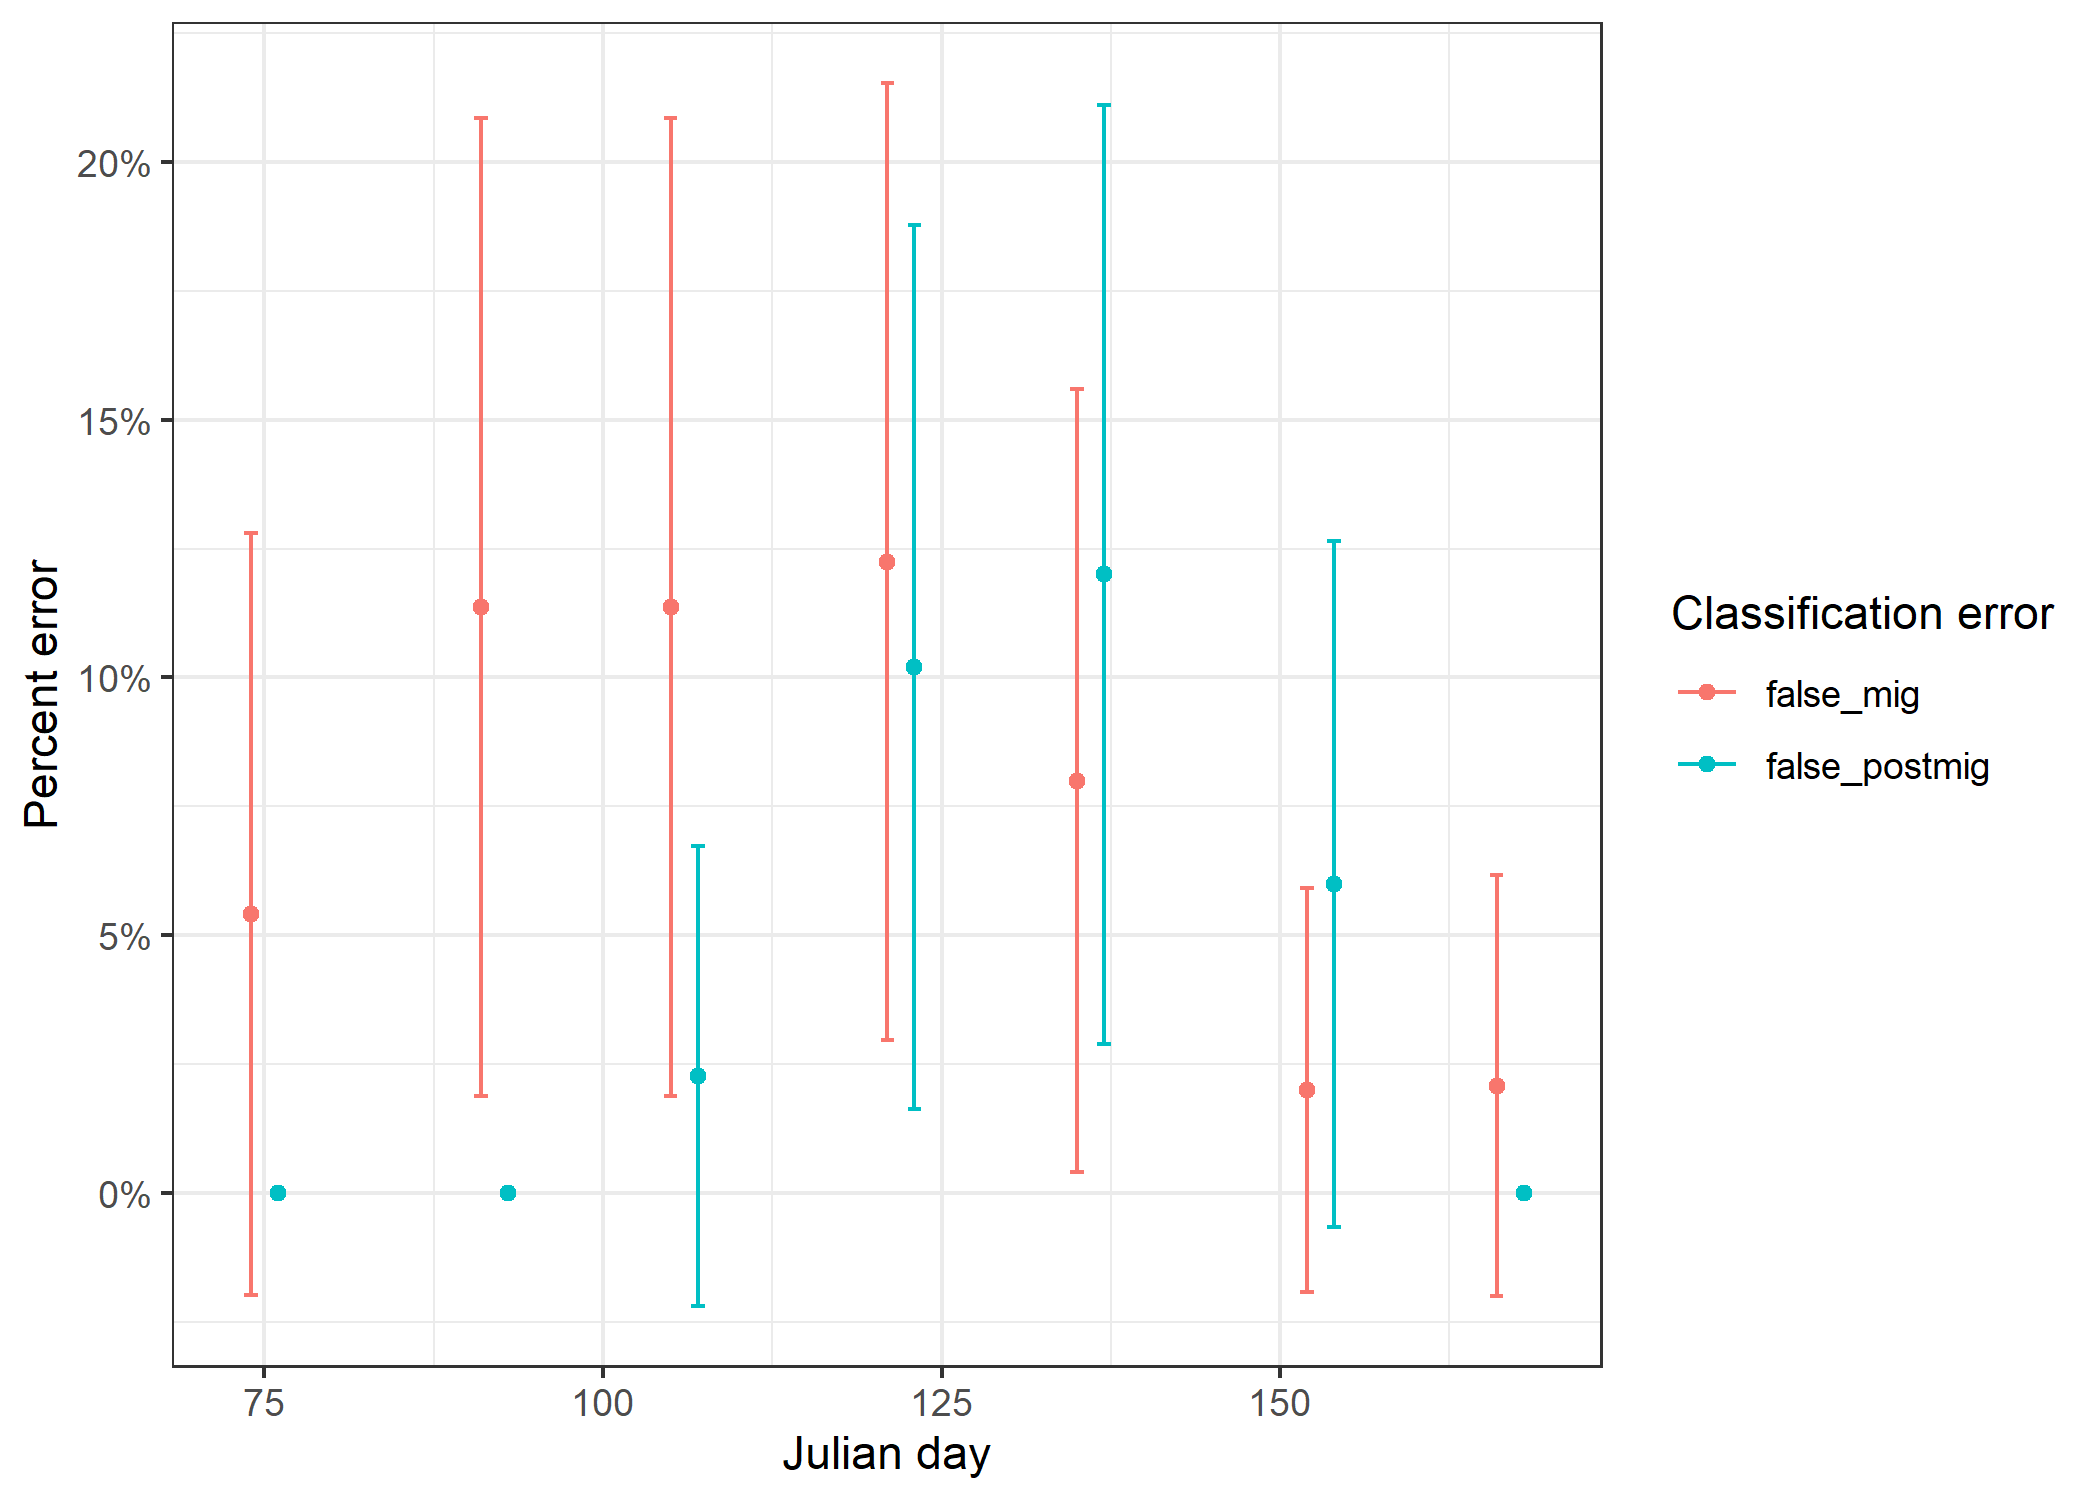 Percent error
20%
15%
10%
5%
0%
75
100
125
150
Julian day
Classification error
false_mig
false_postmig